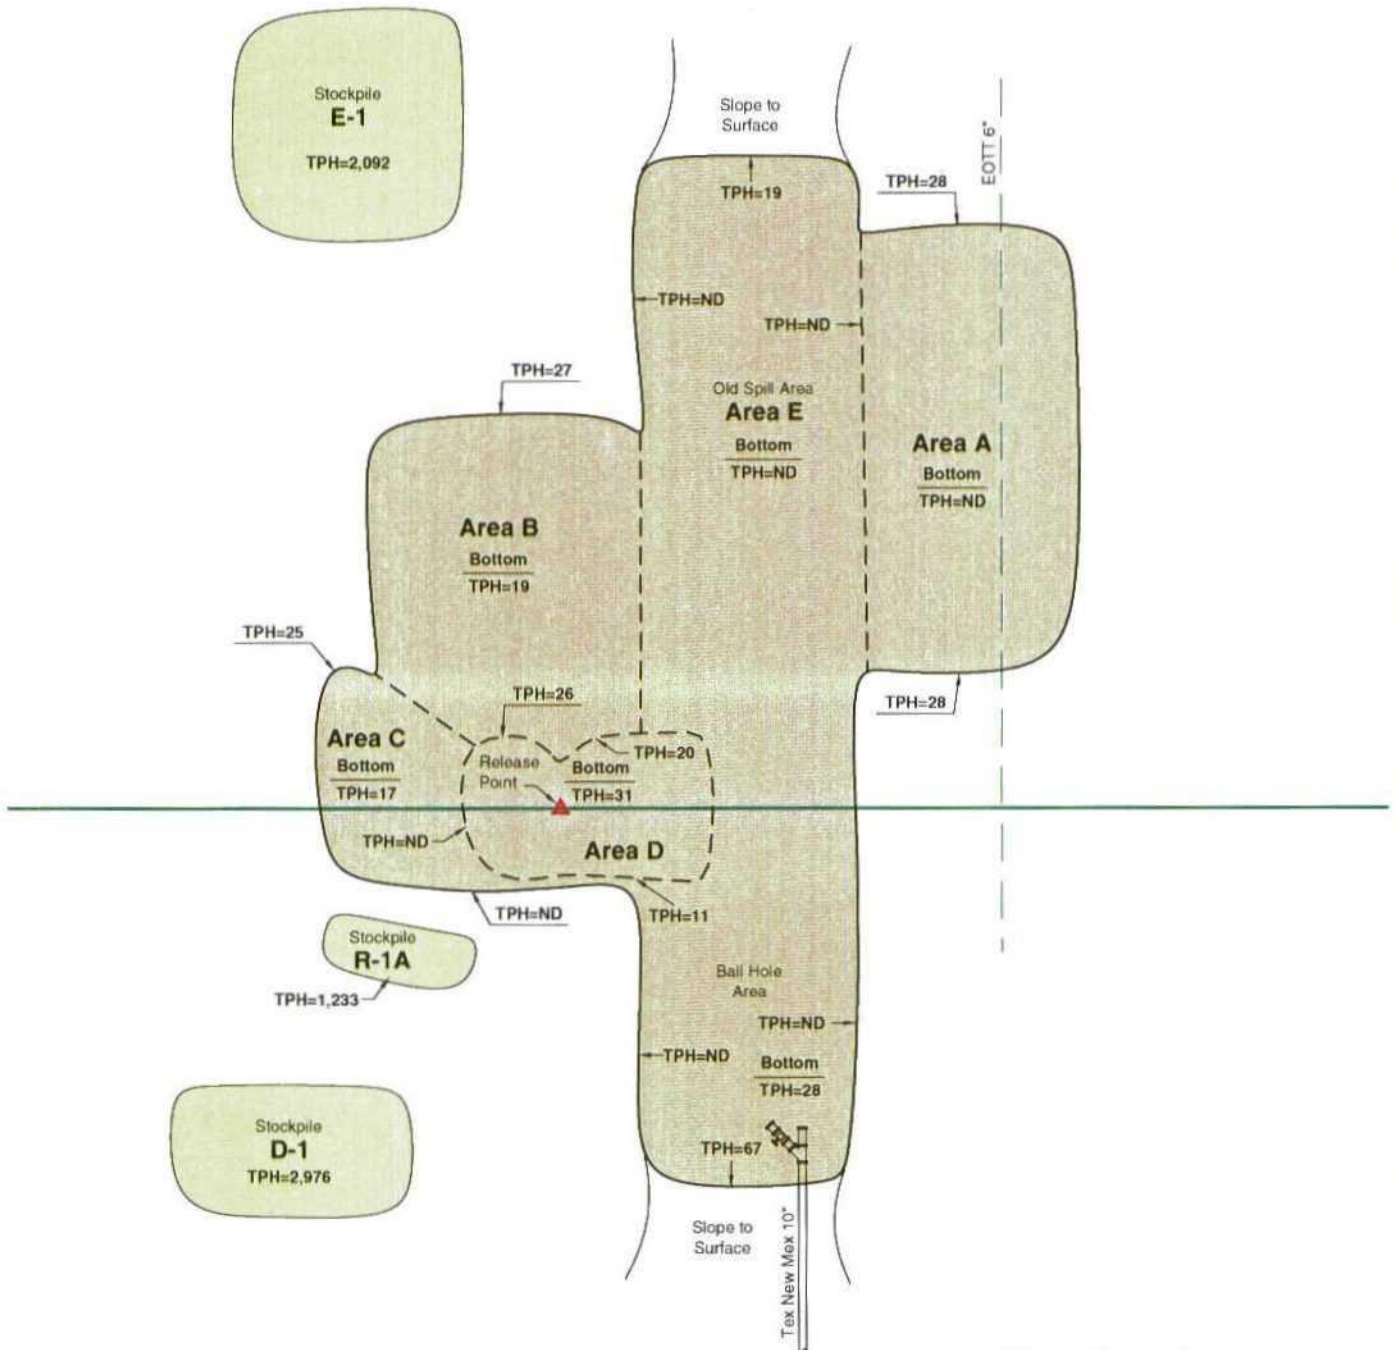 Stockpile
E-1
TPH=2,092
Slope to
Surface
EOTT 6"
TPH=19
TPH=28
TPH=ND
TPH=ND
TPH=27
Old Spill Area
Area E
Bottom
TPH=ND
Area A
Bottom
TPH=ND
Area B
Bottom
TPH=19
TPH=25
TPH=26
TPH=28
Area C
Bottom
TPH=17
Release
Point
Bottom
TPH=31
TPH=20
TPH=ND
Area D
TPH=ND
TPH=11
Stockpile
R-1A
TPH=1,233
Ball Hole
Area
TPH=ND
TPH=ND
Bottom
TPH=28
Stockpile
D-1
TPH=2,976
TPH=67
Slope to
Surface
Tex New Mex 10"